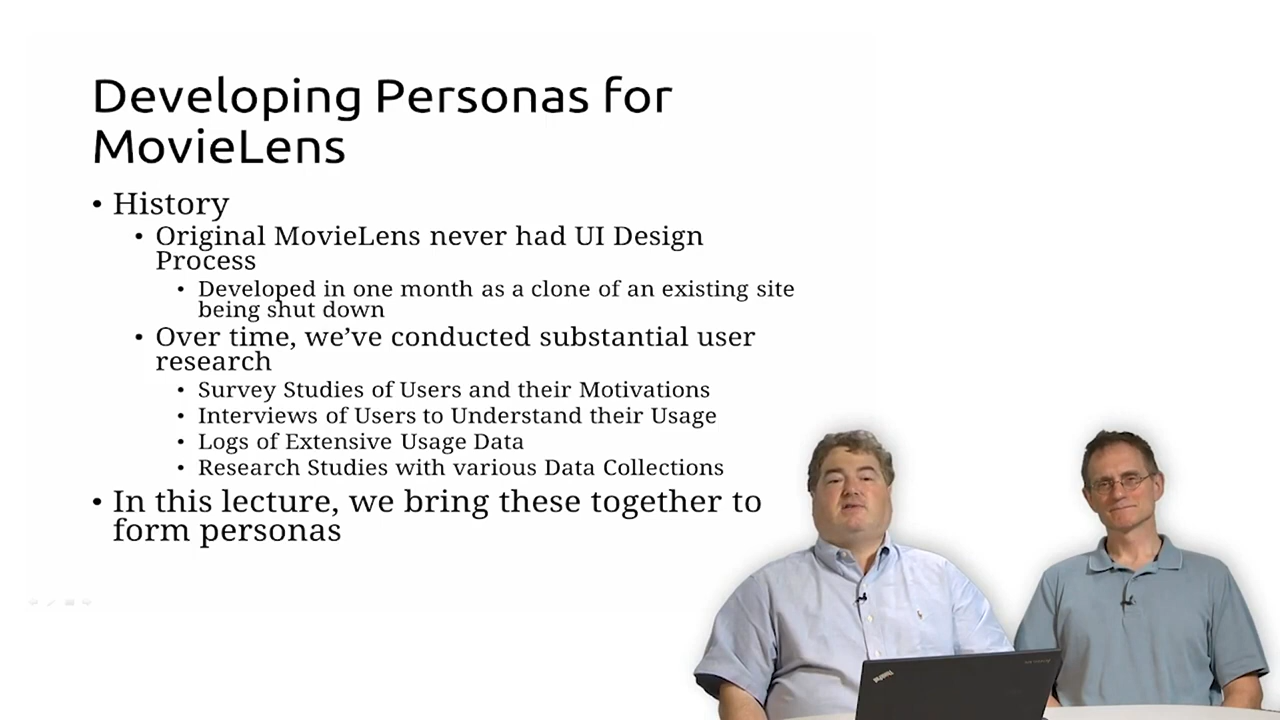 Developing Personas for
MovieLens
• History
• Original MovieLens never had UI Design
Process
• Developed in one month as a clone of an existing site
being shut down
• Over time, we’ve conducted substantial user
research
• Survey Studies of Users and their Motivations
• Interviews of Users to Understand their Usage
• Logs of Extensive Usage Data
• Research Studies with various Data Collections
• In this lecture, we bring these together to
form personas
ThinkPad